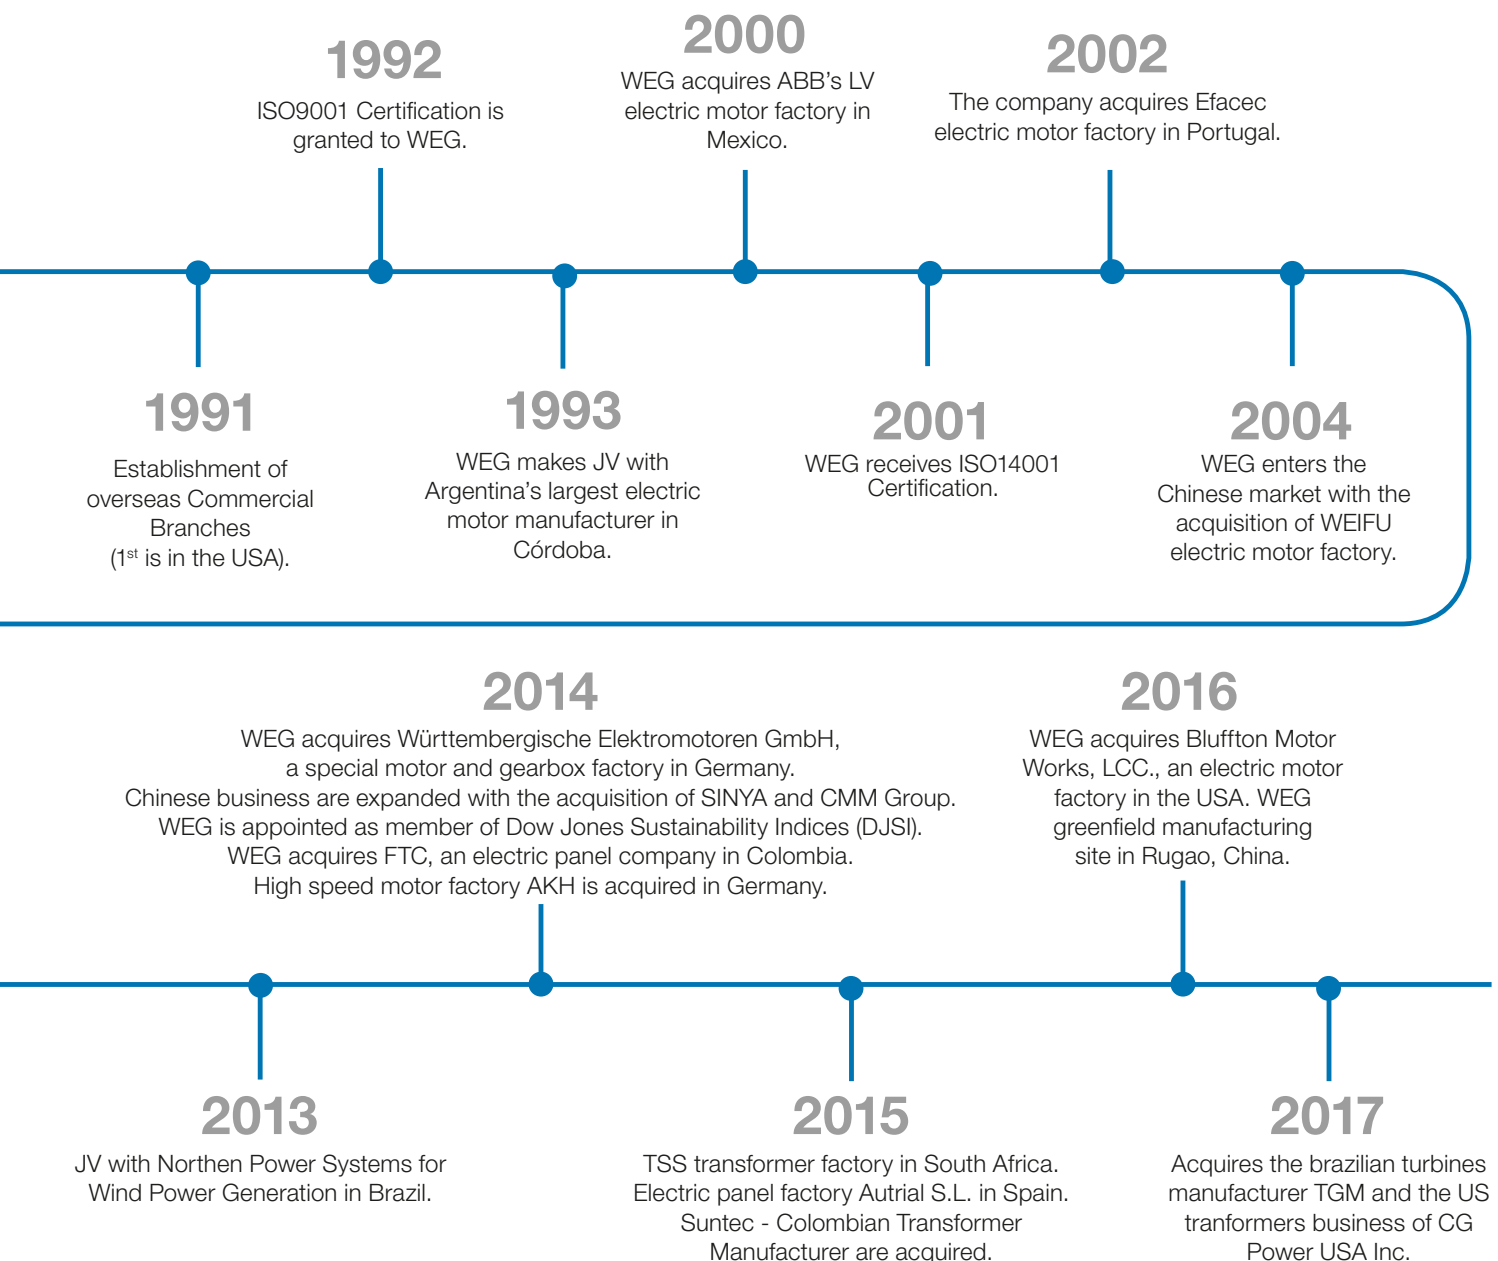 1992
ISO9001 Certification is
granted to WEG.
2000
WEG acquires ABB’s LV
electric motor factory in
Mexico.
2002
The company acquires Efacec
electric motor factory in Portugal.
1991
Establishment of
overseas Commercial
Branches
(1st is in the USA).
1993
WEG makes JV with
Argentina’s largest electric
motor manufacturer in
Córdoba.
2001
WEG receives ISO14001
Certification.
2004
WEG enters the
Chinese market with the
acquisition of WEIFU
electric motor factory.
2014
WEG acquires Württembergische Elektromotoren GmbH,
a special motor and gearbox factory in Germany.
Chinese business are expanded with the acquisition of SINYA and CMM Group.
WEG is appointed as member of Dow Jones Sustainability Indices (DJSI).
WEG acquires FTC, an electric panel company in Colombia.
High speed motor factory AKH is acquired in Germany.
2016
WEG acquires Bluffton Motor
Works, LCC., an electric motor
factory in the USA. WEG
greenfield manufacturing
site in Rugao, China.
2013
JV with Northen Power Systems for
Wind Power Generation in Brazil.
2015
TSS transformer factory in South Africa.
Electric panel factory Autrial S.L. in Spain.
Suntec - Colombian Transformer
Manufacturer are acquired.
2017
Acquires the brazilian turbines
manufacturer TGM and the US
tranformers business of CG
Power USA Inc.